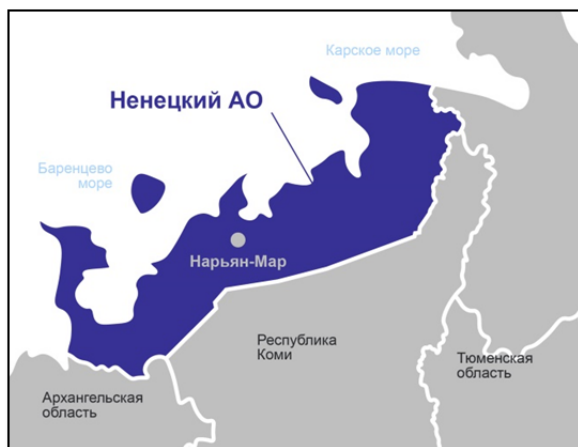 Карское море
Ненецкий АО
Баренцево
море
Нарьян-Мар
Республика
Коми
Тюменская
область
Архангельская
область